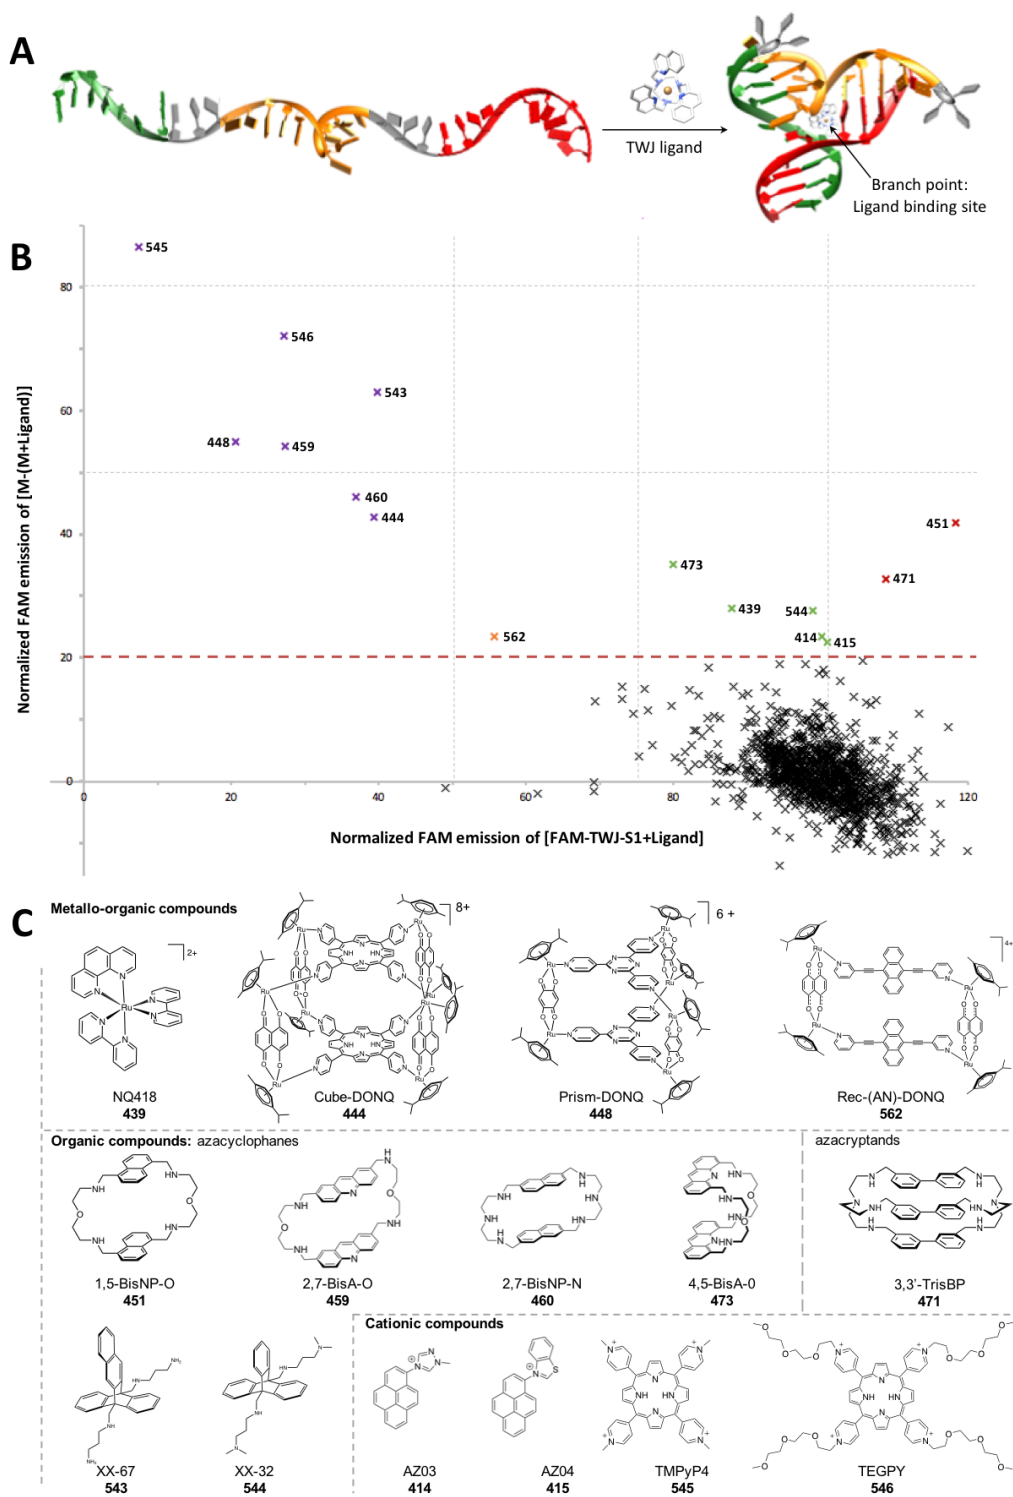 A
TWJ ligand
Branch point:
Ligand binding site
B
Normalized FAM emission of [M-(M+Ligand)]
80
60
40
20
0
545
546
543
448
459
460
444
451
473
471
439
544
562
414
415
0
20
40
60
80
100
120
Normalized FAM emission of [FAM-TWJ-S1+Ligand]
C
Metallo-organic compounds
2+
8+
6 +
4+
NQ418
Cube-DONQ
Prism-DONQ
Rec-(AN)-DONQ
439
444
448
562
Organic compounds: azacyclophanes
azacryptands
1,5-BisNP-O
2,7-BisA-O
2,7-BisNP-N
4,5-BisA-0
3,3'-TrisBP
451
459
460
473
471
Cationic compounds
XX-67
XX-32
AZ03
AZ04
TMPyP4
TEGPY
543
544
414
415
545
546